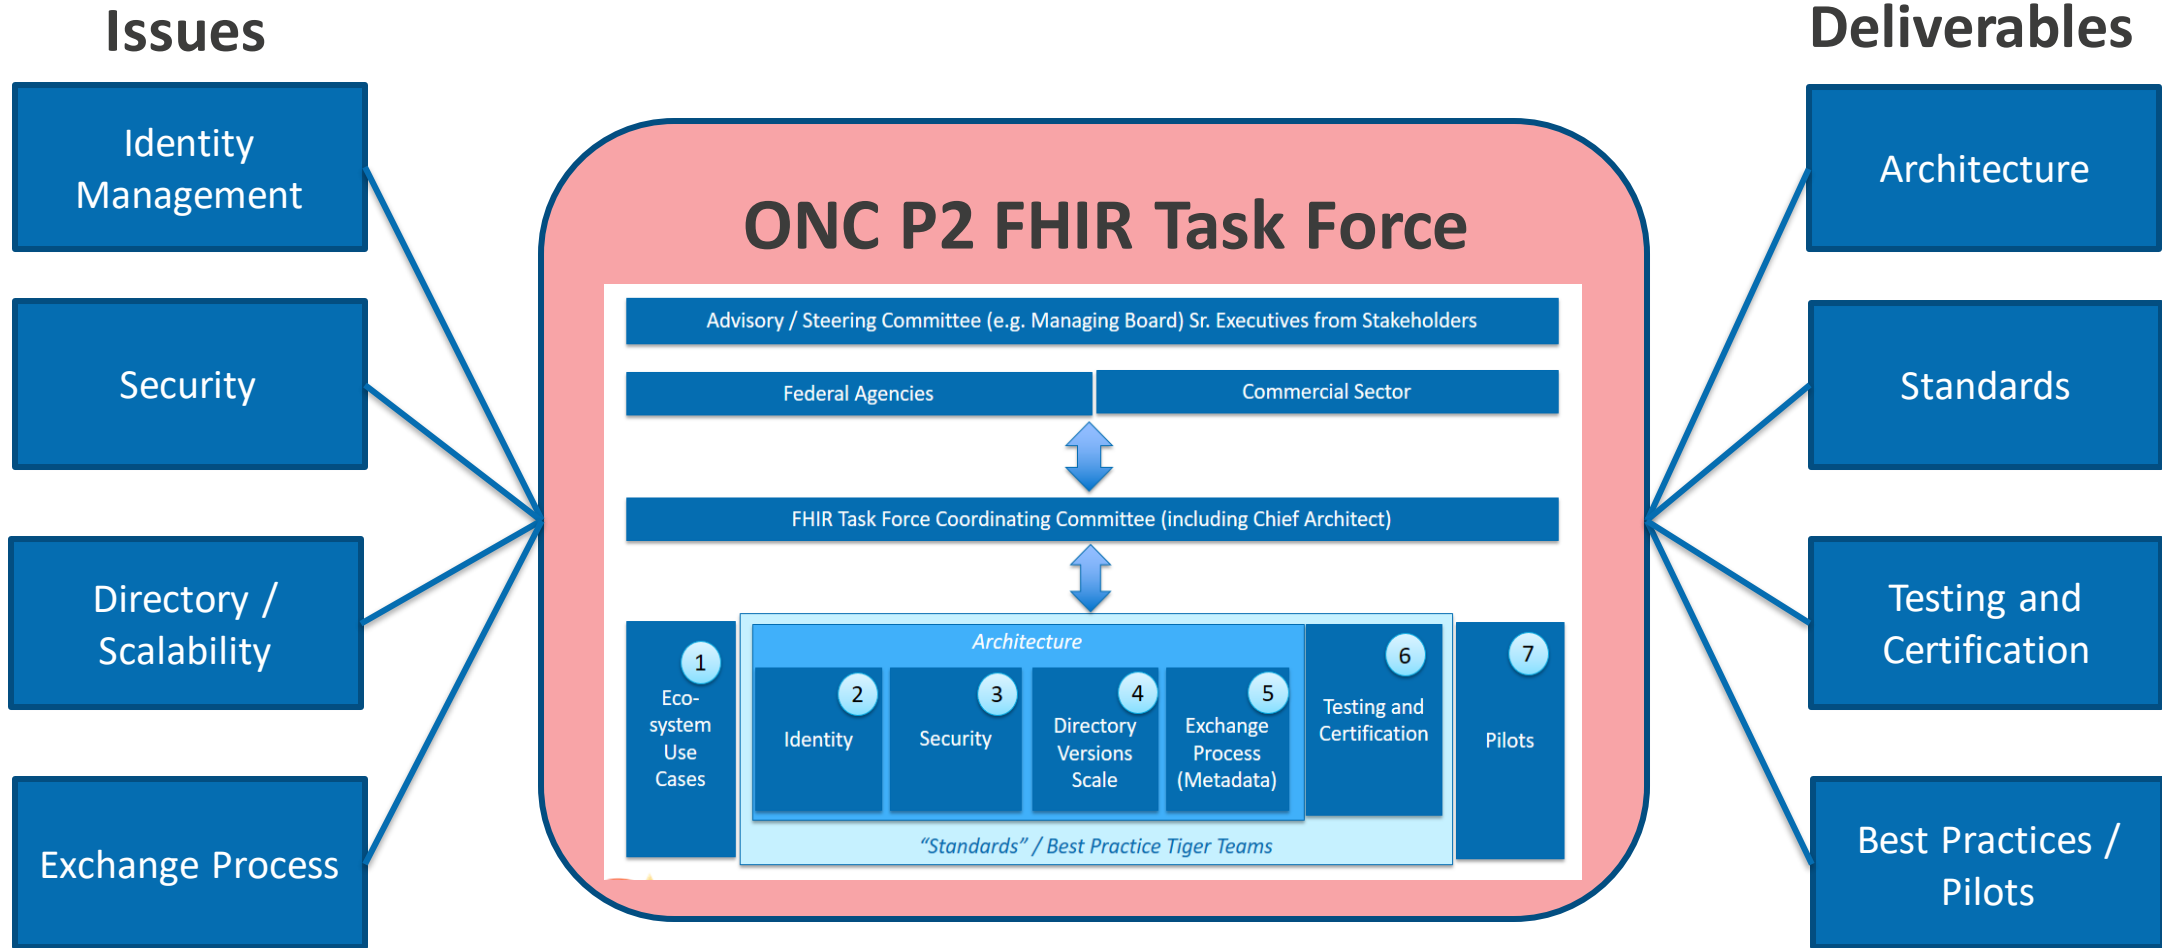 Issues
Deliverables
Identity
Management
Security
Directory /
Scalability
Exchange Process
ONC P2 FHIR Task Force
Advisory / Steering Committee (e.g. Managing Board) Sr. Executives from Stakeholders
Federal Agencies
Commercial Sector
FHIR Task Force Coordinating Committee (including Chief Architect)
1
Eco-
system
Use
Cases
Architecture
2
Identity
3
Security
4
Directory
Versions
Scale
5
Exchange
Process
(Metadata)
6
Testing and
Certification
7
Pilots
“Standards” / Best Practice Tiger Teams
Architecture
Standards
Testing and
Certification
Best Practices /
Pilots